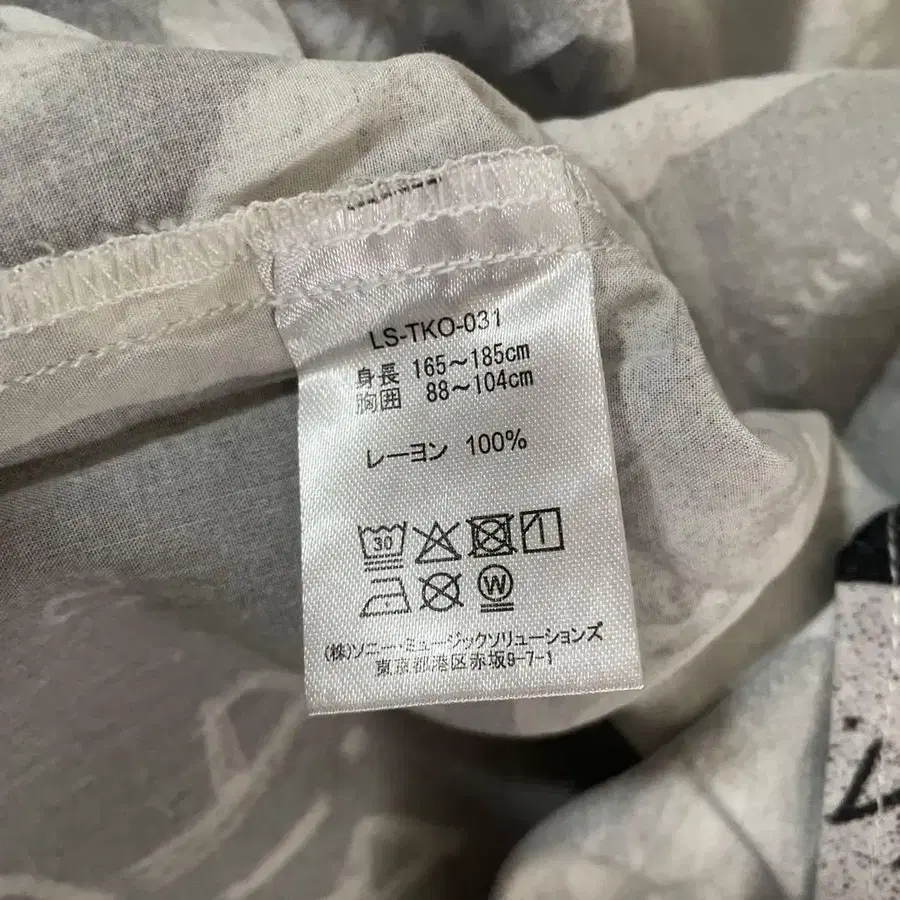 LS-TKO-031
身長 165～185cm
胸囲 88～104cm
レーヨン 100%
30
W
(株)ソニー・ミュージックソリューションズ
東京都港区赤坂9-7-1